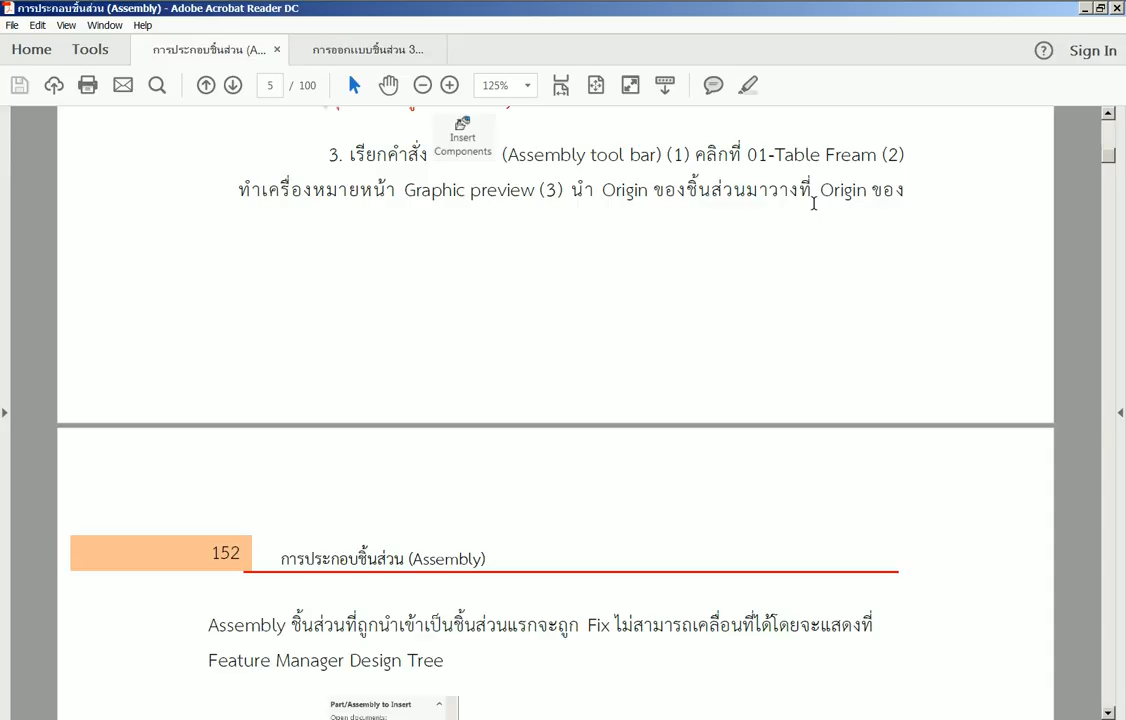 การประกอบชิ้นส่วน (Assembly) - Adobe Acrobat Reader DC
File Edit View Window Help
Home Tools การประกอบชิ้นส่วน (A... × การออกแบบชิ้นส่วน 3... ? Sign In
5 / 100 125%
3. เรียกคำสั่ง Insert Components (Assembly tool bar) (1) คลิกที่ 01-Table Fream (2)
ทำเครื่องหมายหน้า Graphic preview (3) นำ Origin ของชิ้นส่วนมาวางที่ Origin ของ
152 การประกอบชิ้นส่วน (Assembly)
Assembly ชิ้นส่วนที่ถูกนำเข้าเป็นชิ้นส่วนแรกจะถูก Fix ไม่สามารถเคลื่อนที่ได้โดยจะแสดงที่
Feature Manager Design Tree
Part/Assembly to Insert
Open documents: